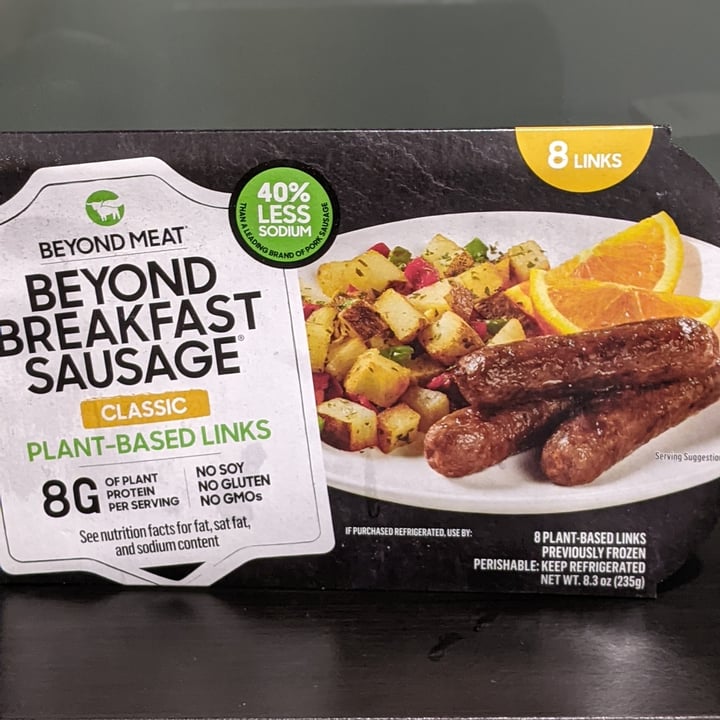 8 LINKS
40%
LESS
SODIUM
THAN A LEADING BRAND OF PORK SAUSAGE
BEYOND MEAT
BEYOND
BREAKFAST
SAUSAGE®
CLASSIC
PLANT-BASED LINKS
8G
OF PLANT
PROTEIN
PER SERVING
NO SOY
NO GLUTEN
NO GMOs
See nutrition facts for fat, sat fat,
and sodium content
Serving Suggestion
IF PURCHASED REFRIGERATED, USE BY:
8 PLANT-BASED LINKS
PREVIOUSLY FROZEN
PERISHABLE: KEEP REFRIGERATED
NET WT. 8.3 oz (235g)